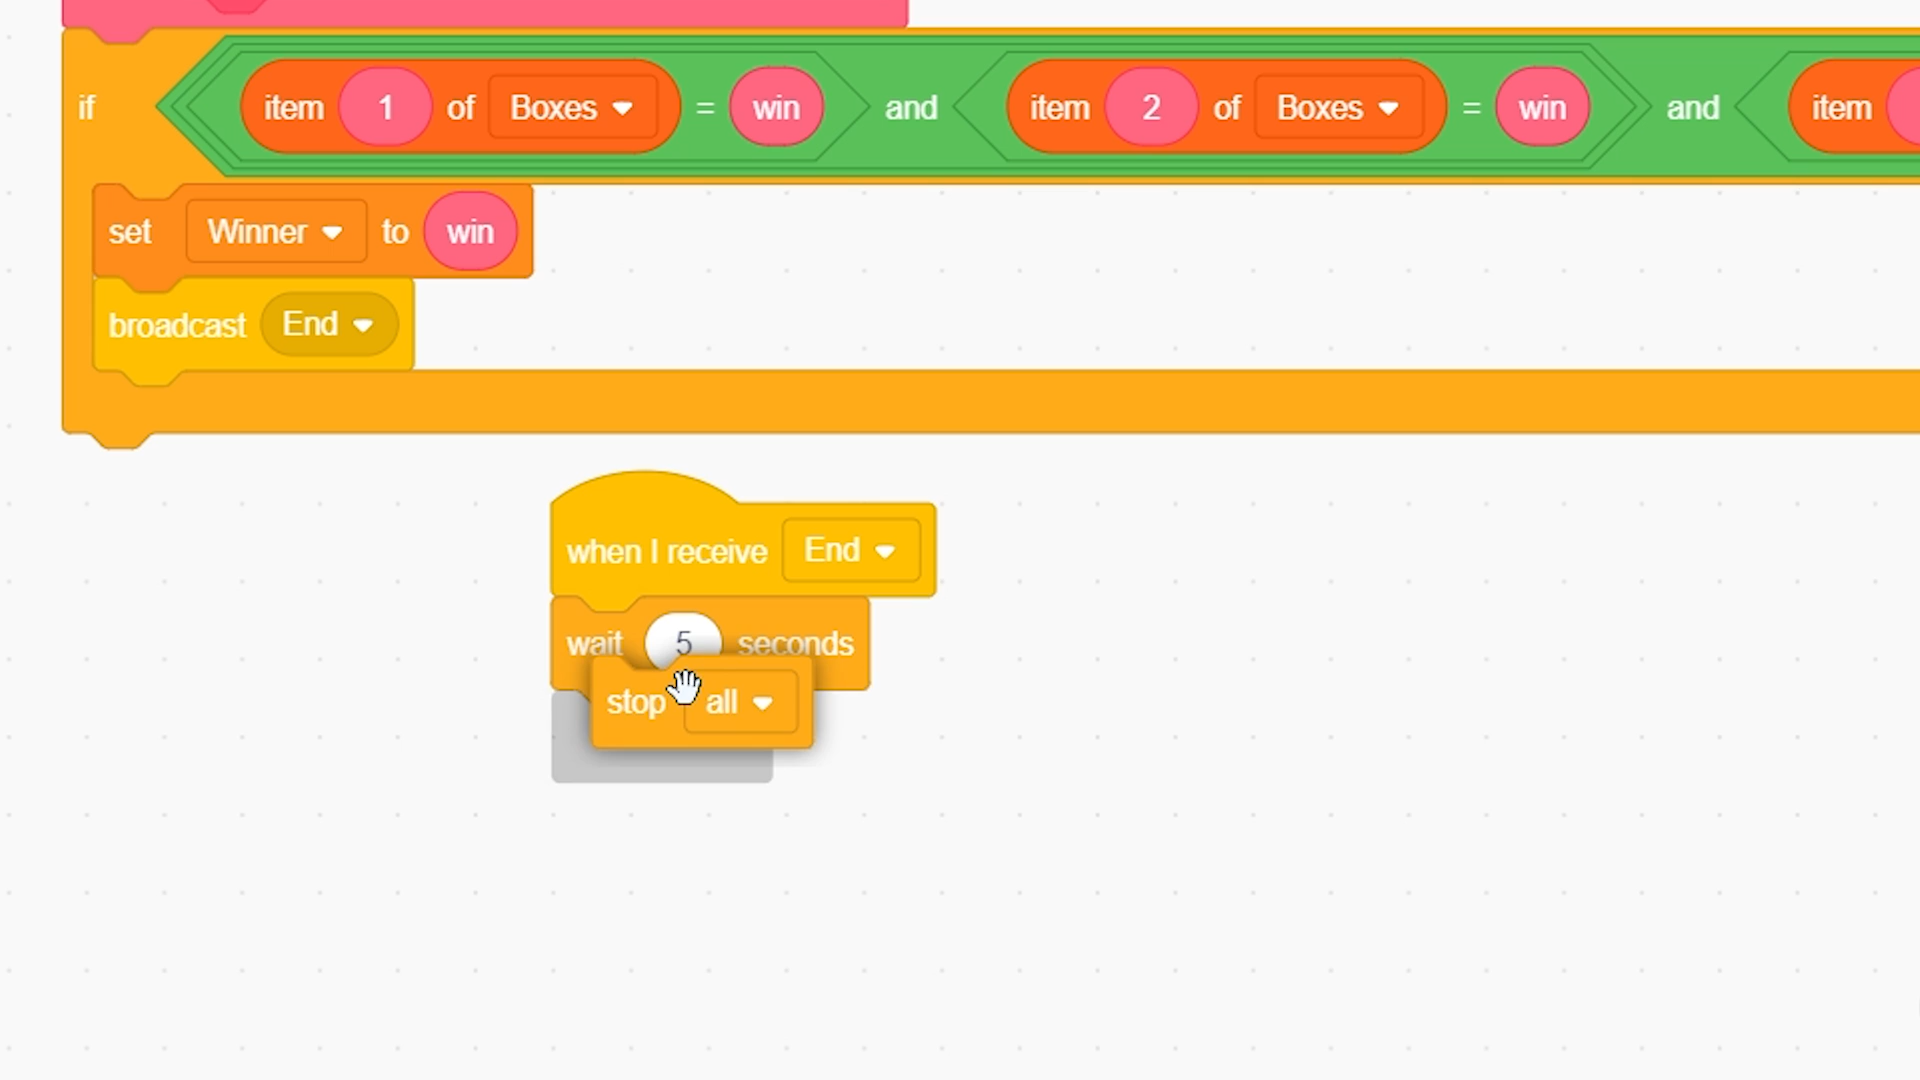 if item 1 of Boxes = win and item 2 of Boxes = win and item
set Winner to win
broadcast End
when I receive End
wait 5 seconds
stop all